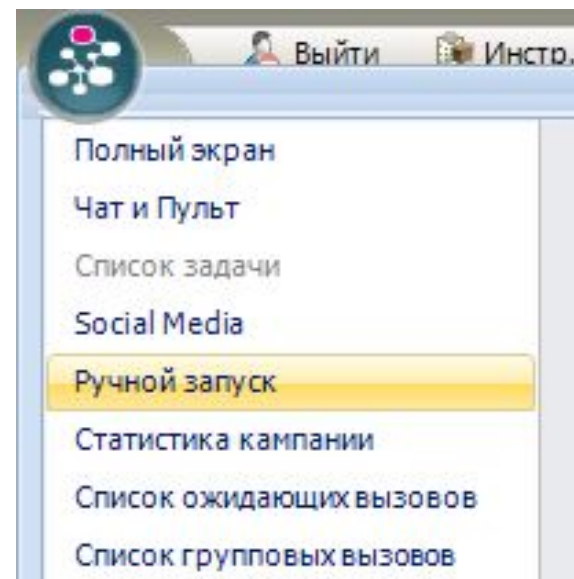 Выйти Инстр.
Полный экран
Чат и Пульт
Список задачи
Social Media
Ручной запуск
Статистика кампании
Список ожидающих вызовов
Список групповых вызовов